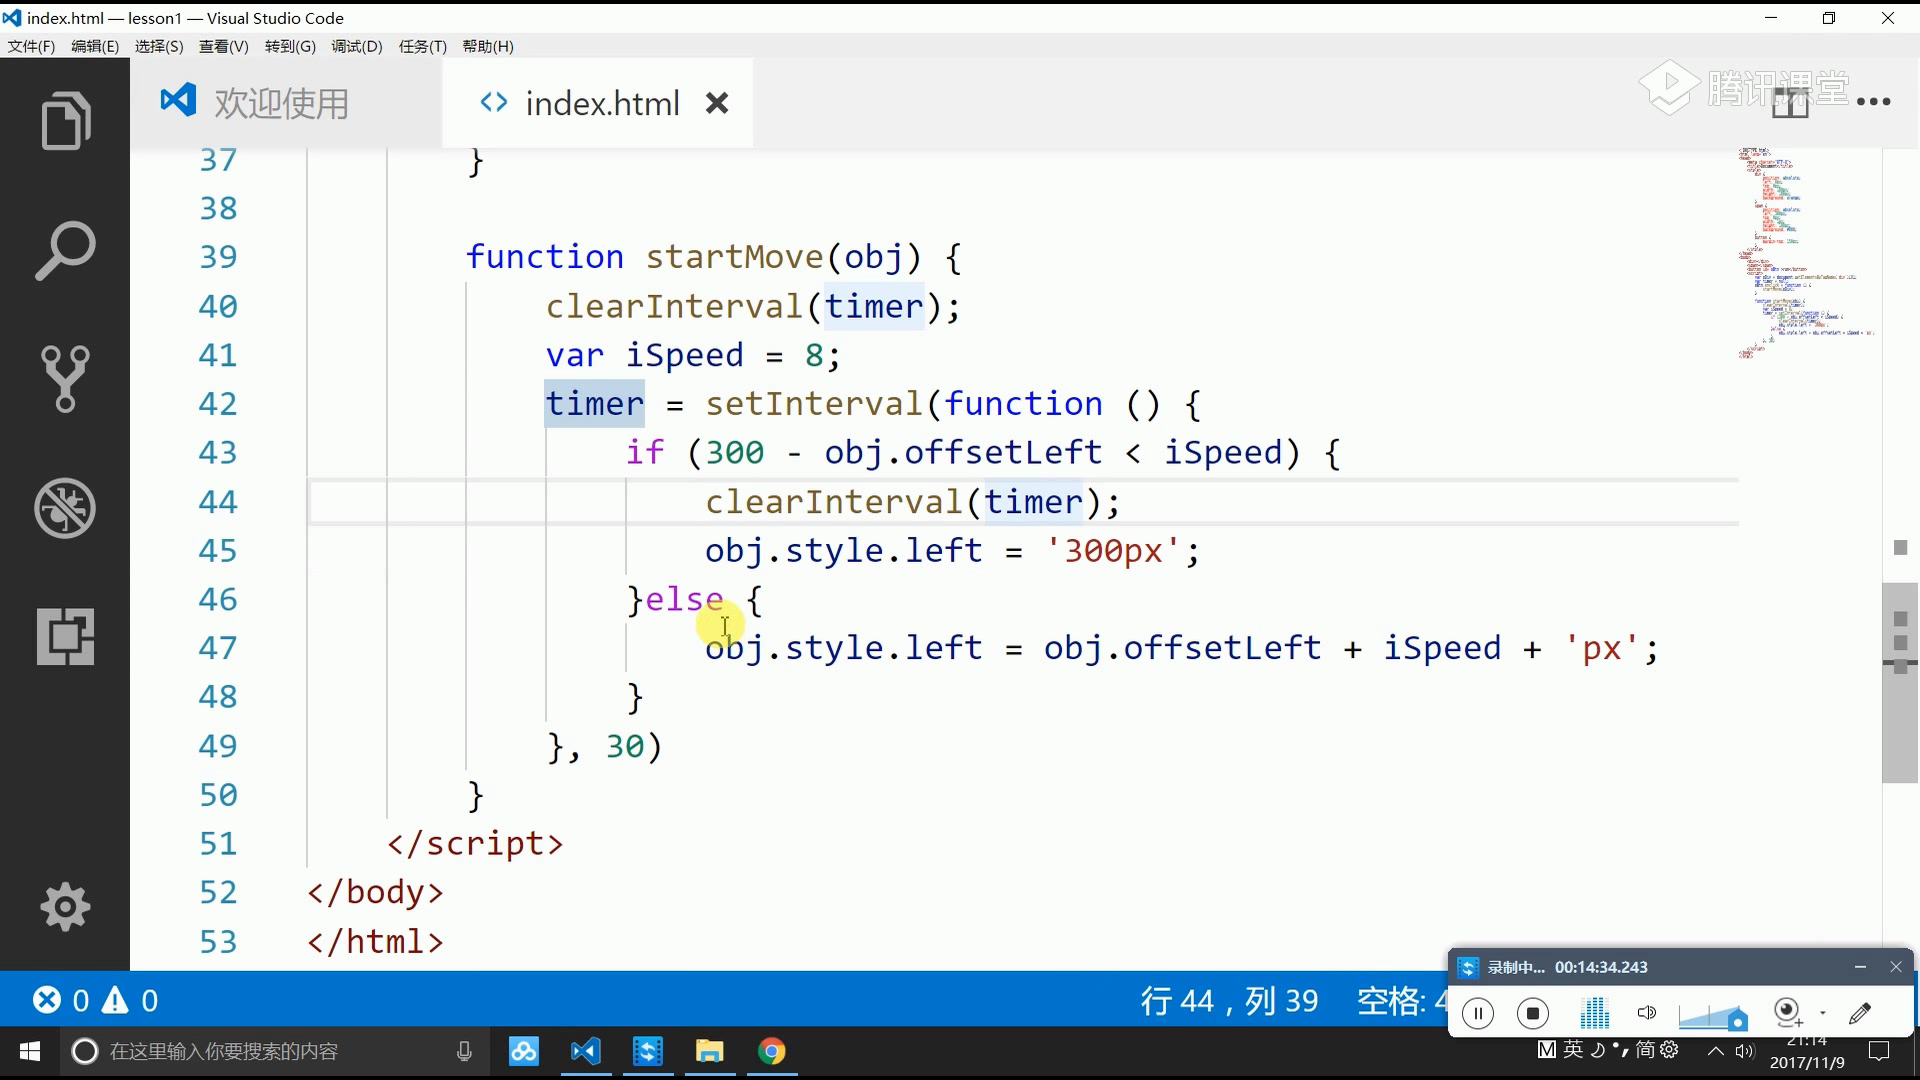 index.html — lesson1 — Visual Studio Code
文件(F) 编辑(E) 选择(S) 查看(V) 转到(G) 调试(D) 任务(T) 帮助(H)
欢迎使用
index.html
腾讯课堂
37 }
38
39 function startMove(obj) {
40 clearInterval(timer);
41 var iSpeed = 8;
42 timer = setInterval(function () {
43 if (300 - obj.offsetLeft < iSpeed) {
44 clearInterval(timer);
45 obj.style.left = '300px';
46 }else {
47 obj.style.left = obj.offsetLeft + iSpeed + 'px';
48 }
49 }, 30)
50 }
51 </script>
52 </body>
53 </html>
录制中... 00:14:34.243
0 0
行 44，列 39 空格: 4
在这里输入你要搜索的内容
M 英 简
21:14
2017/11/9